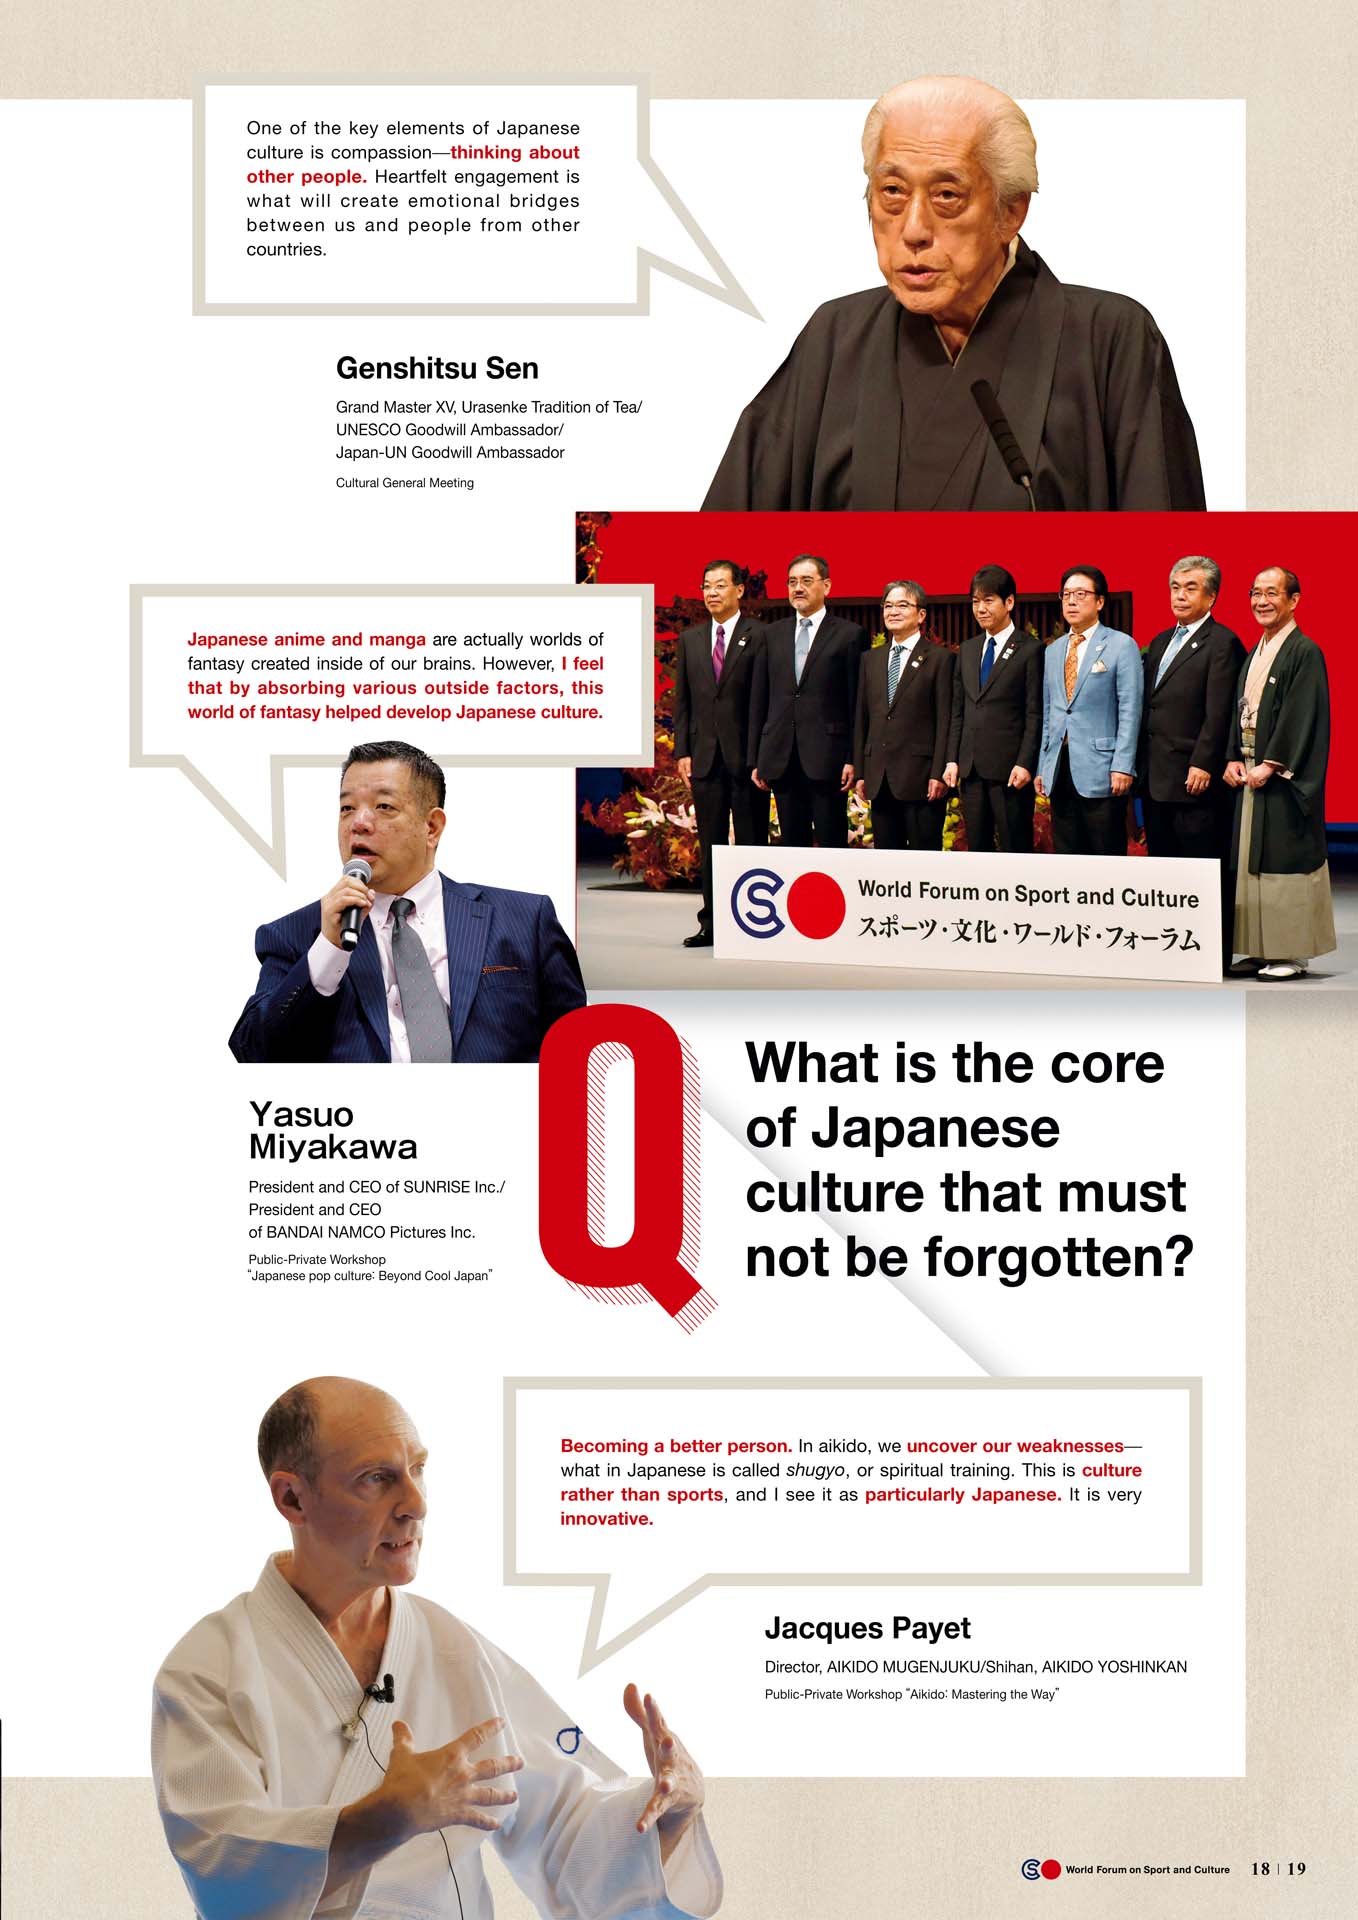 One of the key elements of Japanese
culture is compassion—thinking about
other people. Heartfelt engagement is
what will create emotional bridges
between us and people from other
countries.
Genshitsu Sen
Grand Master XV, Urasenke Tradition of Tea/
UNESCO Goodwill Ambassador/
Japan-UN Goodwill Ambassador
Cultural General Meeting
Japanese anime and manga are actually worlds of
fantasy created inside of our brains. However, I feel
that by absorbing various outside factors, this
world of fantasy helped develop Japanese culture.
World Forum on Sport and Culture
スポーツ・文化・ワールド・フォーラム
Yasuo
Miyakawa
President and CEO of SUNRISE Inc./
President and CEO
of BANDAI NAMCO Pictures Inc.
Public-Private Workshop
“Japanese pop culture: Beyond Cool Japan”
Q
What is the core
of Japanese
culture that must
not be forgotten?
Becoming a better person. In aikido, we uncover our weaknesses—
what in Japanese is called shugyo, or spiritual training. This is culture
rather than sports, and I see it as particularly Japanese. It is very
innovative.
Jacques Payet
Director, AIKIDO MUGENJUKU/Shihan, AIKIDO YOSHINKAN
Public-Private Workshop “Aikido: Mastering the Way”
World Forum on Sport and Culture 18 | 19